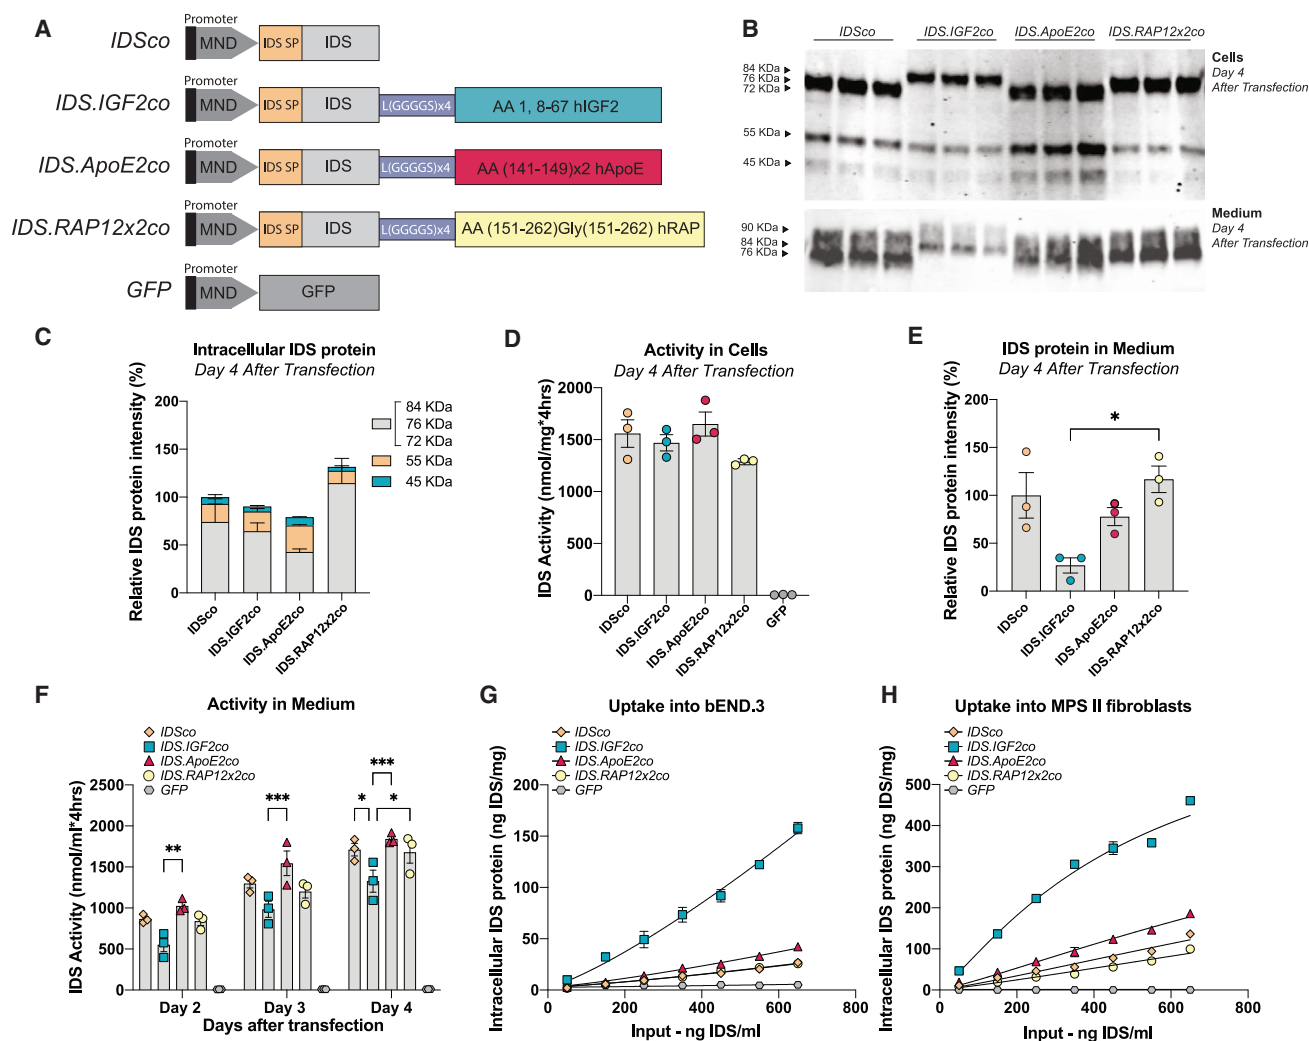 A
Promoter
IDSco
MND
IDS SP
IDS
Promoter
IDS.IGF2co
MND
IDS SP
IDS
L(GGGGS)x4
AA 1, 8-67 hIGF2
Promoter
IDS.ApoE2co
MND
IDS SP
IDS
L(GGGGS)x4
AA (141-149)x2 hApoE
Promoter
IDS.RAP12x2co
MND
IDS SP
IDS
L(GGGGS)x4
AA (151-262)Gly(151-262) hRAP
Promoter
GFP
MND
GFP
B
IDSco IDS.IGF2co IDS.ApoE2co IDS.RAP12x2co
84 KDa
76 KDa
72 KDa
55 KDa
45 KDa
Cells
Day 4
After Transfection
90 KDa
84 KDa
76 KDa
Medium
Day 4
After Transfection
C
Intracellular IDS protein
Day 4 After Transfection
Relative IDS protein intensity (%)
200
150
100
50
0
84 KDa
76 KDa
72 KDa
55 KDa
45 KDa
IDSco
IDS.IGF2co
IDS.ApoE2co
IDS.RAP12x2co
D
Activity in Cells
Day 4 After Transfection
IDS Activity (nmol/mg*4hrs)
2000
1500
1000
500
0
IDSco
IDS.IGF2co
IDS.ApoE2co
IDS.RAP12x2co
GFP
E
IDS protein in Medium
Day 4 After Transfection
Relative IDS protein intensity (%)
200
150
100
50
0
*
IDSco
IDS.IGF2co
IDS.ApoE2co
IDS.RAP12x2co
F
Activity in Medium
IDSco
IDS.IGF2co
IDS.ApoE2co
IDS.RAP12x2co
GFP
IDS Activity (nmol/ml*4hrs)
2500
2000
1500
1000
500
0
**
***
***
* *
Day 2 Day 3 Day 4
Days after transfection
G
Uptake into bEND.3
IDSco
IDS.IGF2co
IDS.ApoE2co
IDS.RAP12x2co
GFP
Intracellular IDS protein (ng IDS/mg)
200
150
100
50
0
0 200 400 600 800
Input - ng IDS/ml
H
Uptake into MPS II fibroblasts
IDSco
IDS.IGF2co
IDS.ApoE2co
IDS.RAP12x2co
GFP
Intracellular IDS protein (ng IDS/mg)
500
400
300
200
100
0
0 200 400 600 800
Input - ng IDS/ml